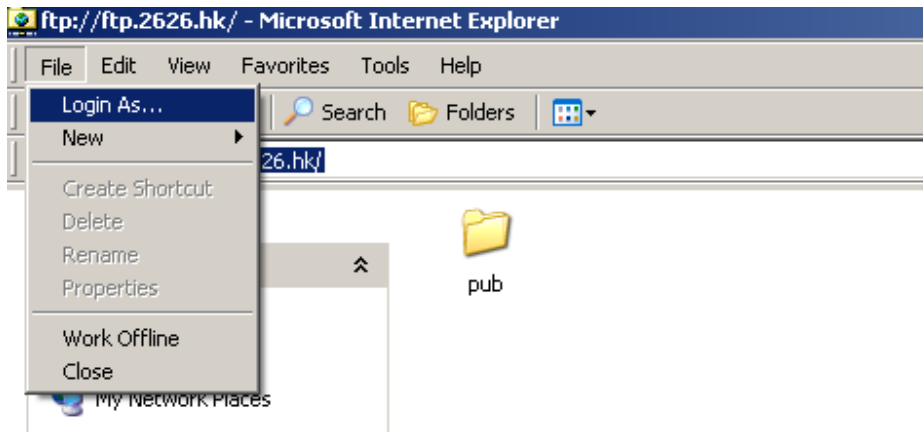 ftp://ftp.2626.hk/ - Microsoft Internet Explorer
File Edit View Favorites Tools Help
Login As...
Search Folders
New
26.hk/
Create Shortcut
Delete
Rename
pub
Properties
Work Offline
Close
My Network Places